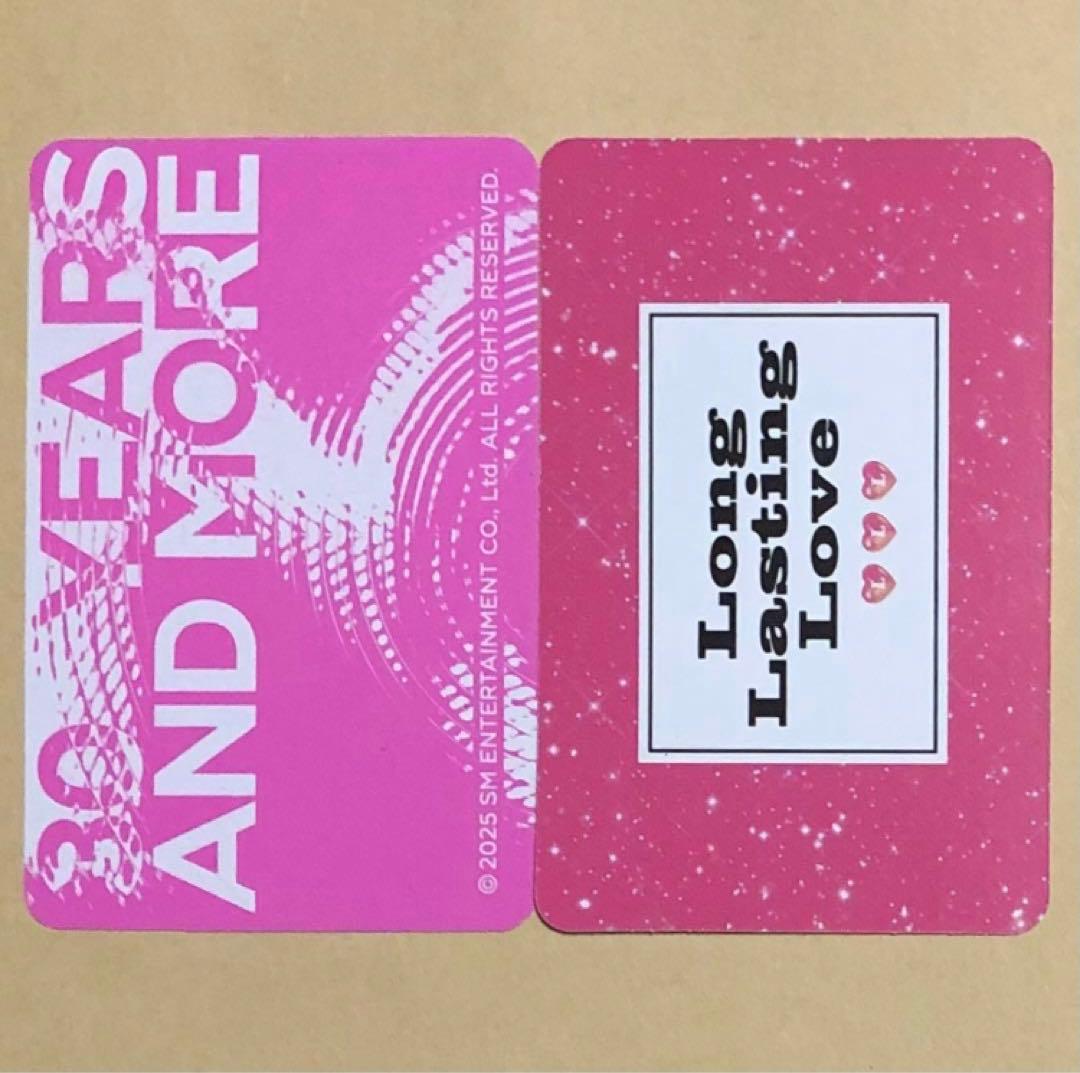 30 YEARS
AND MORE
© 2025 SM ENTERTAINMENT CO., Ltd. ALL RIGHTS RESERVED.
Long
Lasting
Love